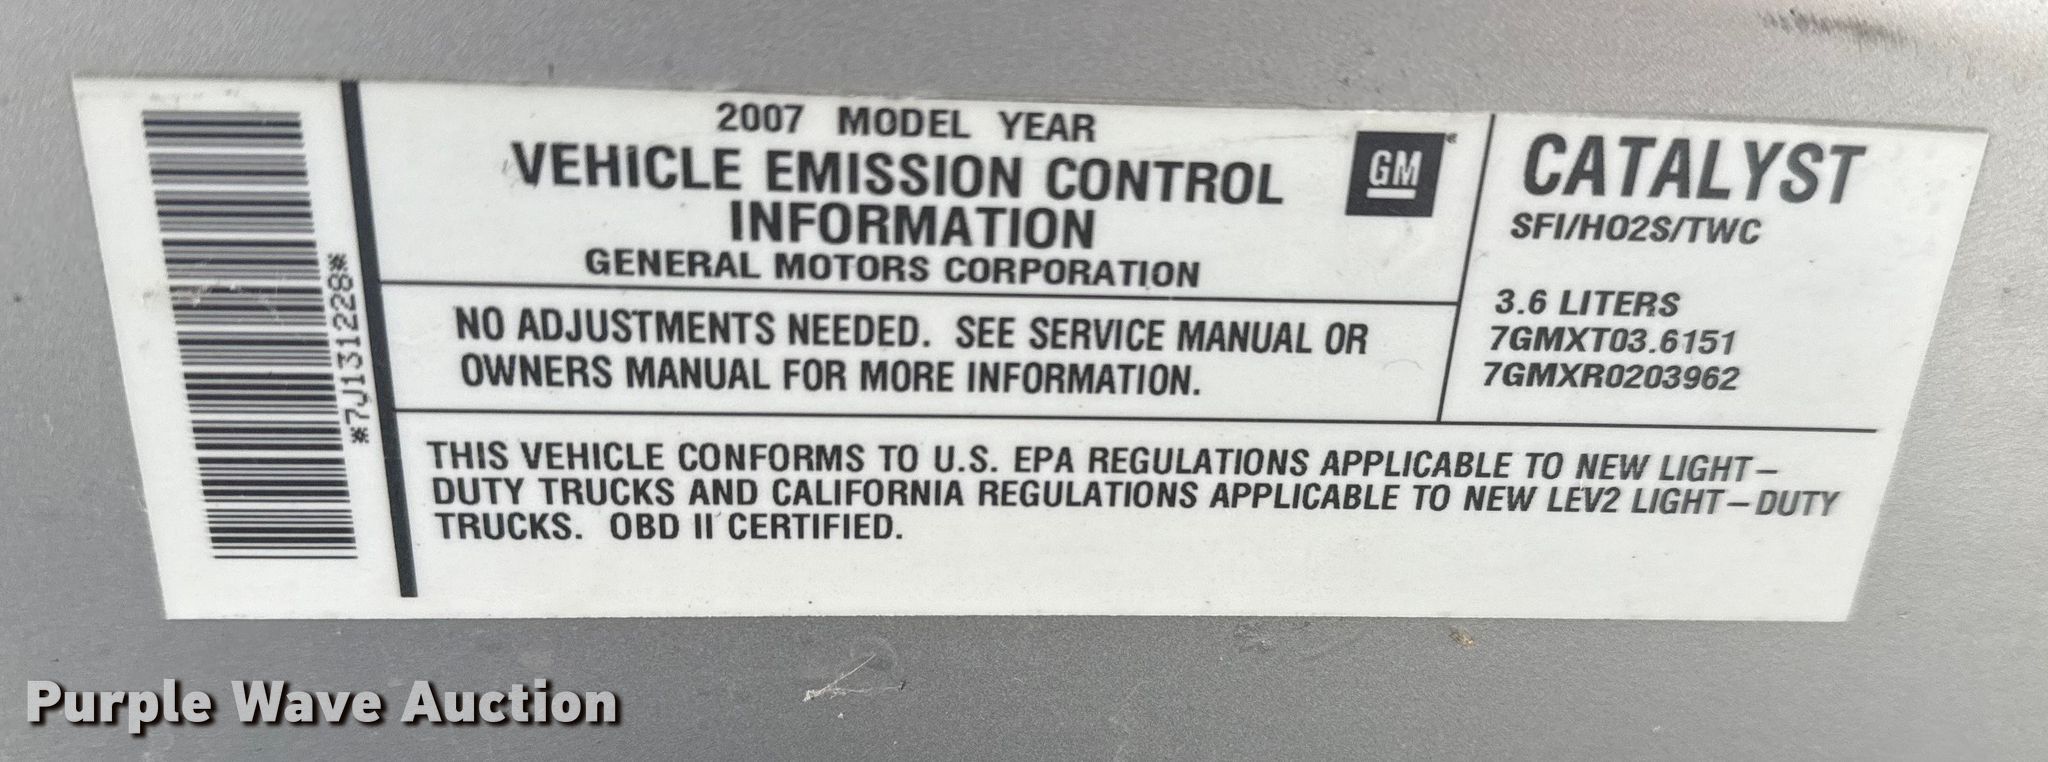 *7J131228*
2007 MODEL YEAR
VEHICLE EMISSION CONTROL
INFORMATION
GENERAL MOTORS CORPORATION
GM
NO ADJUSTMENTS NEEDED. SEE SERVICE MANUAL OR
OWNERS MANUAL FOR MORE INFORMATION.
CATALYST
SFI/HO2S/TWC
3.6 LITERS
7GMXT03.6151
7GMXR0203962
THIS VEHICLE CONFORMS TO U.S. EPA REGULATIONS APPLICABLE TO NEW LIGHT-
DUTY TRUCKS AND CALIFORNIA REGULATIONS APPLICABLE TO NEW LEV2 LIGHT-DUTY
TRUCKS. OBD II CERTIFIED.
Purple Wave Auction